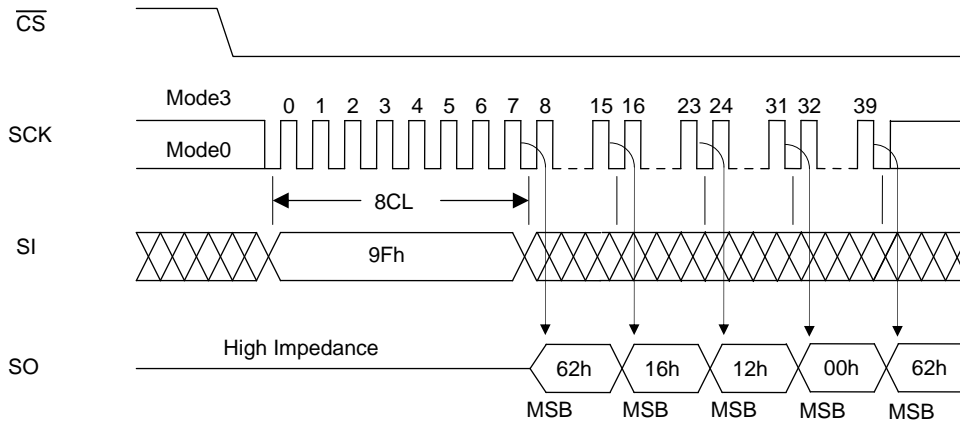 CS
Mode3
0 1 2 3 4 5 6 7 8 15 16 23 24 31 32 39
SCK
Mode0
8CL
SI
9Fh
High Impedance
SO
62h 16h 12h 00h 62h
MSB MSB MSB MSB MSB